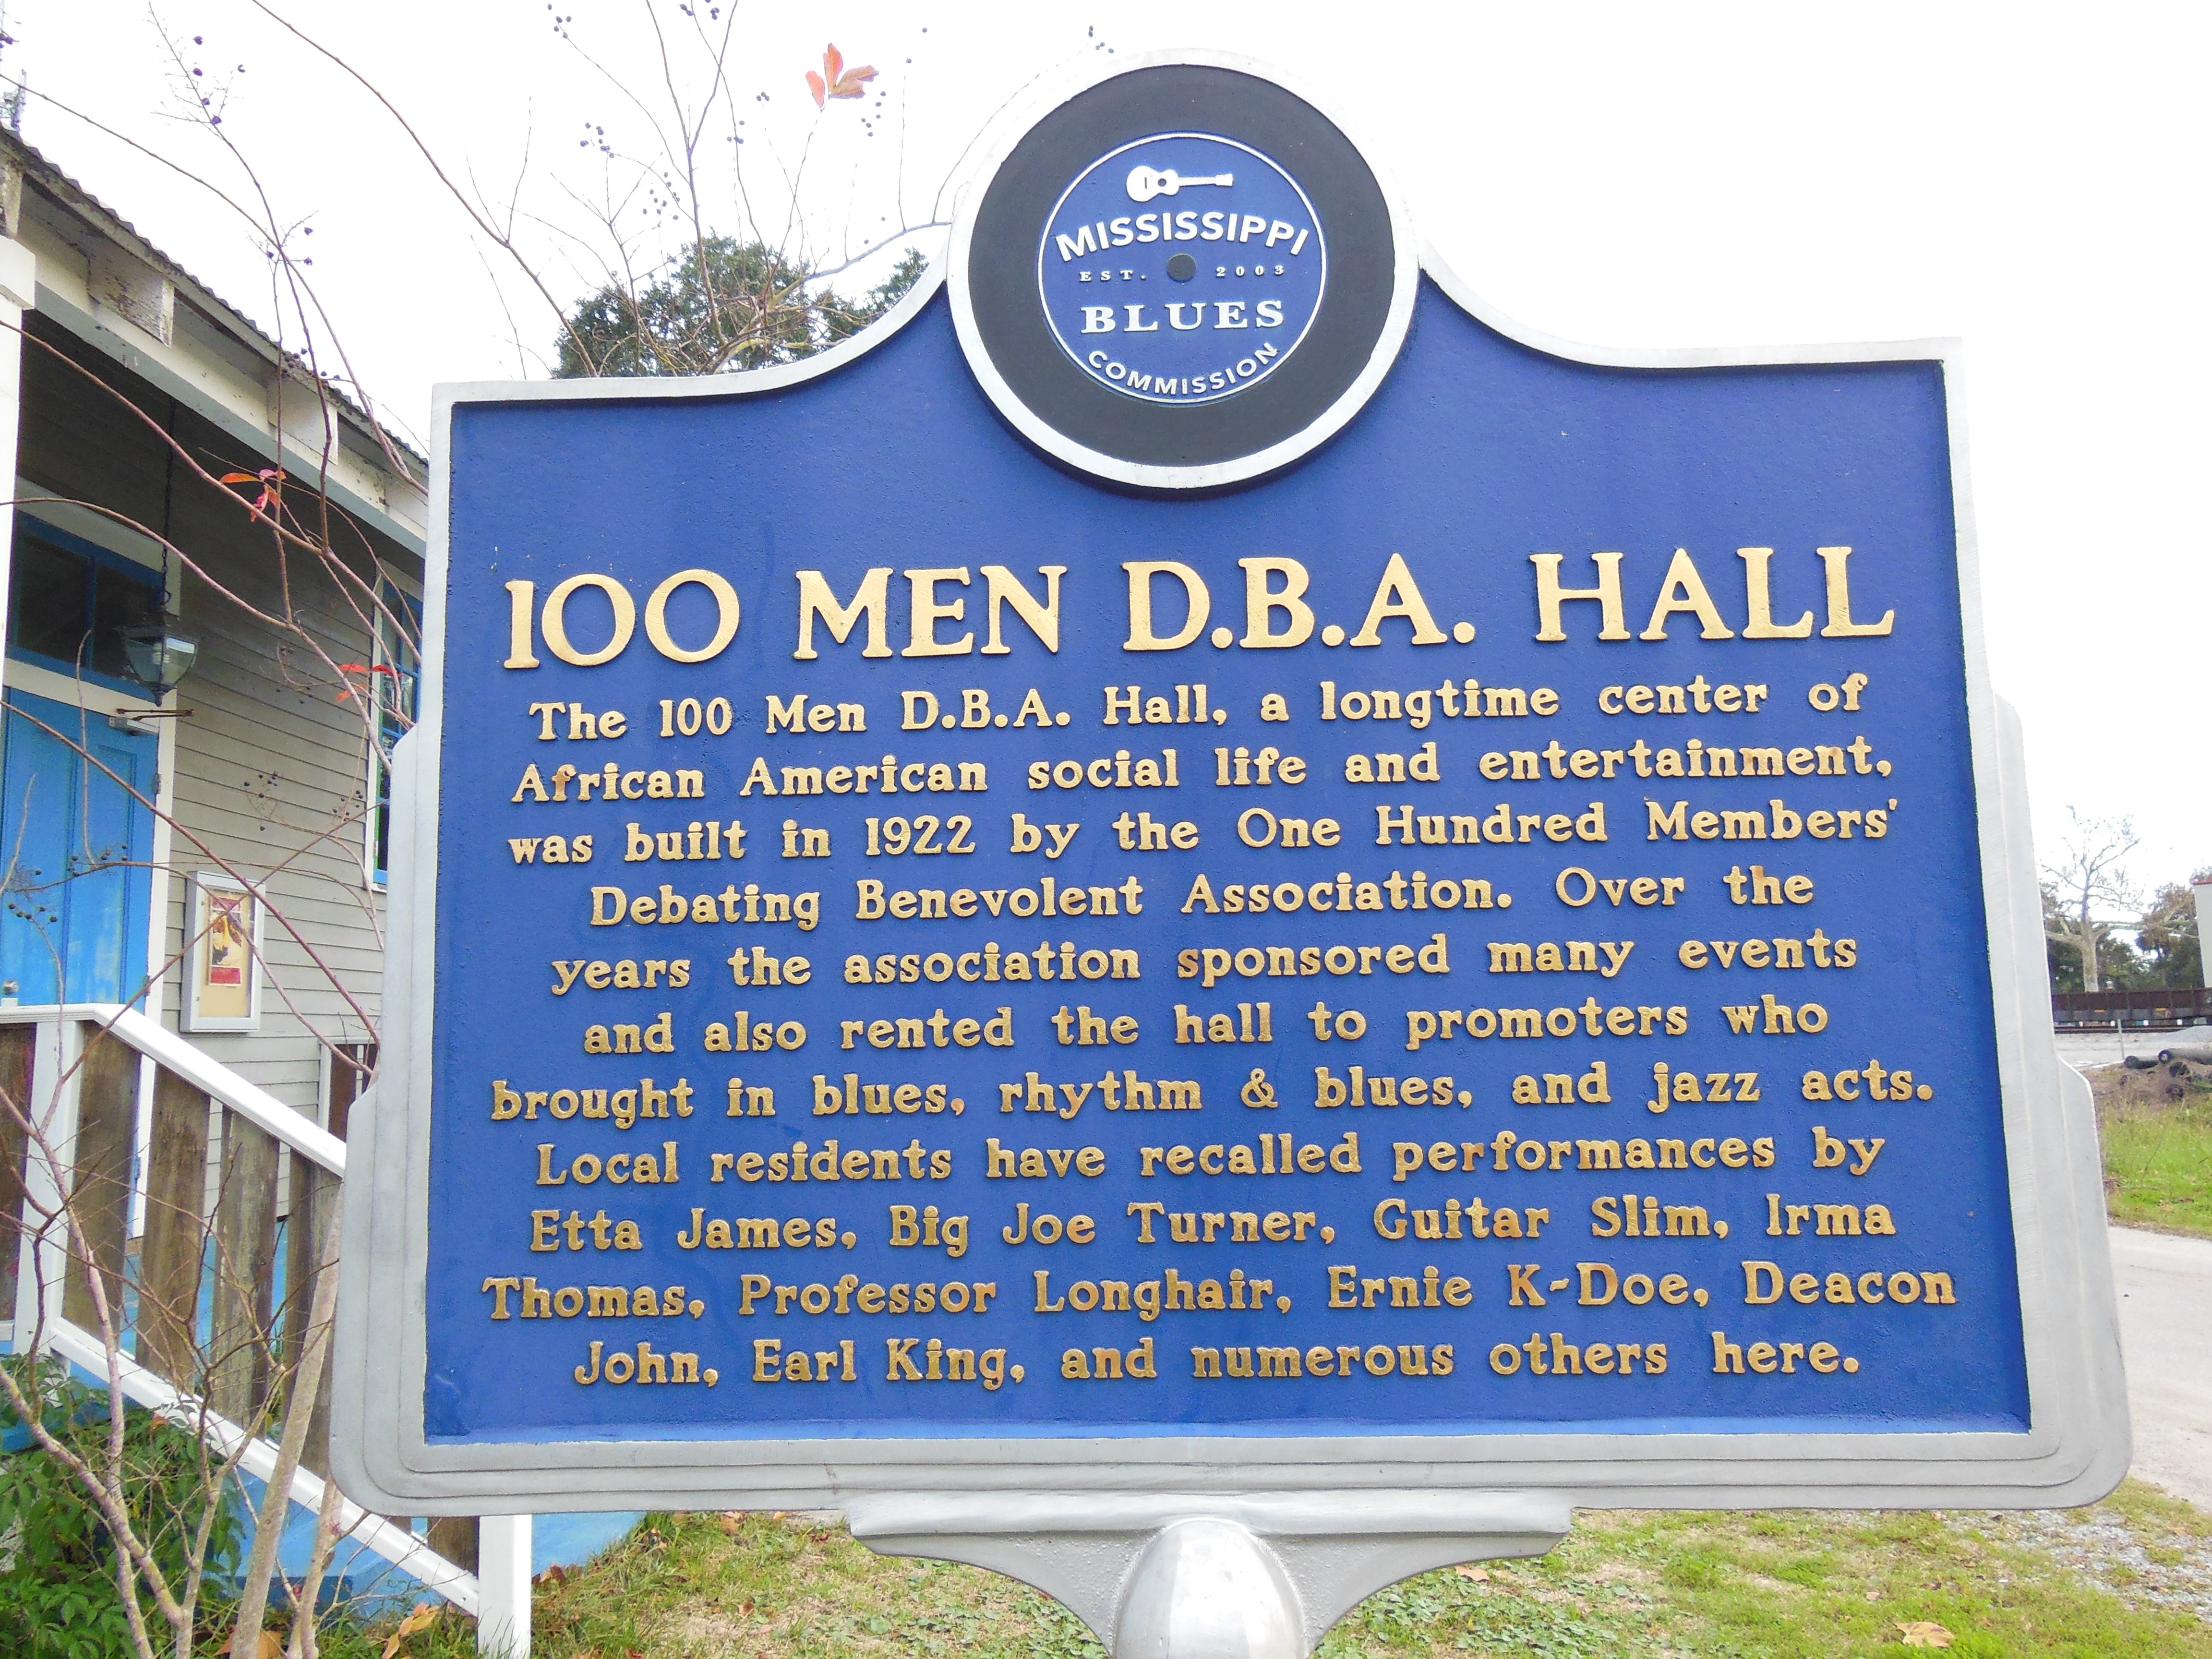 MISSISSIPPI
EST. 2003
BLUES
COMMISSION
100 MEN D.B.A. HALL
The 100 Men D.B.A. Hall, a longtime center of
African American social life and entertainment,
was built in 1922 by the One Hundred Members'
Debating Benevolent Association. Over the
years the association sponsored many events
and also rented the hall to promoters who
brought in blues, rhythm & blues, and jazz acts.
Local residents have recalled performances by
Etta James, Big Joe Turner, Guitar Slim, Irma
Thomas, Professor Longhair, Ernie K-Doe, Deacon
John, Earl King, and numerous others here.